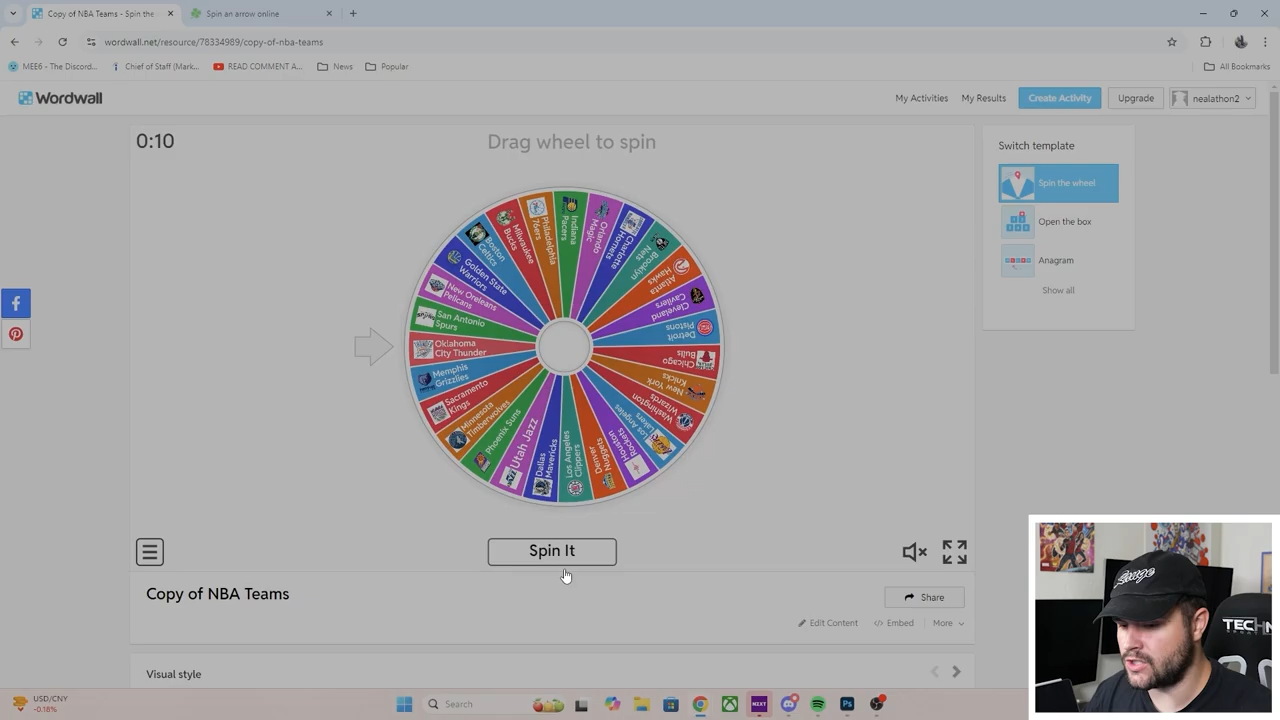 Copy of NBA Teams - Spin the
Spin an arrow online
wordwall.net/resource/78334989/copy-of-nba-teams
MEE6 - The Discord...
Chief of Staff (Mark...
READ COMMENT A...
News
Popular
All Bookmarks
Wordwall
My Activities
My Results
Create Activity
Upgrade
nealathon2
0:10
Drag wheel to spin
Indiana Pacers
Orlando Magic
Charlotte Hornets
Brooklyn Nets
Atlanta Hawks
Cleveland Cavliers
Detroit Pistons
Chicago Bulls
New York Knicks
Washington Wizards
Los Angeles Lakers
Houston Rockets
Denver Nuggets
Los Angeles Clippers
Dallas Mavericks
Utah Jazz
Phoenix Suns
Minnesota Timberwolves
Sacramento Kings
Memphis Grizzlies
Oklahoma City Thunder
San Antonio Spurs
New Orleans Pelicans
Golden State Warriors
Boston Celtics
Milwaukee Bucks
Philadelphia 76ers
Switch template
Spin the wheel
Open the box
Anagram
Show all
Spin It
Copy of NBA Teams
Share
Edit Content
Embed
More
Visual style
USD/CNY
-0.18%
Search
NEXT